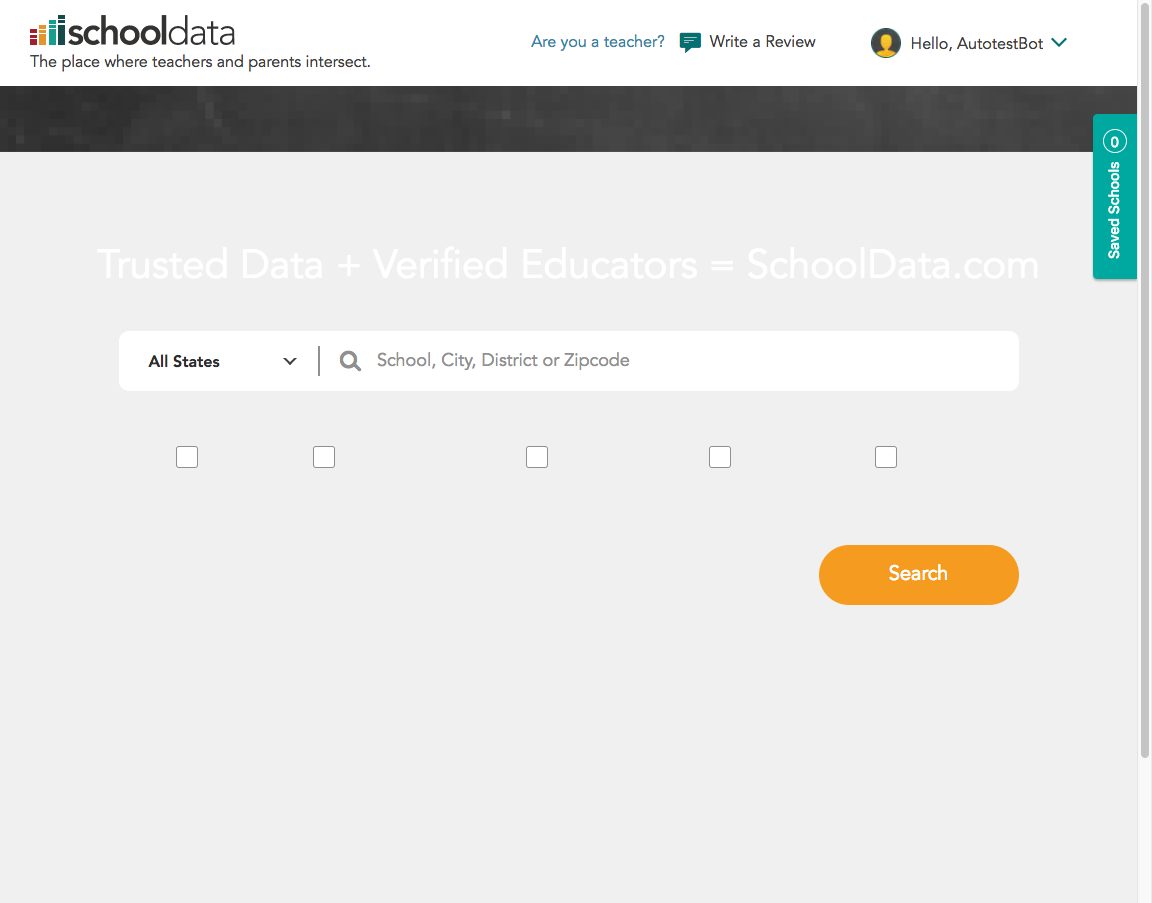 schooldata
The place where teachers and parents intersect.
Are you a teacher?
Write a Review
Hello, AutotestBot
0
Saved Schools
Trusted Data + Verified Educators = SchoolData.com
All States
School, City, District or Zipcode
Search